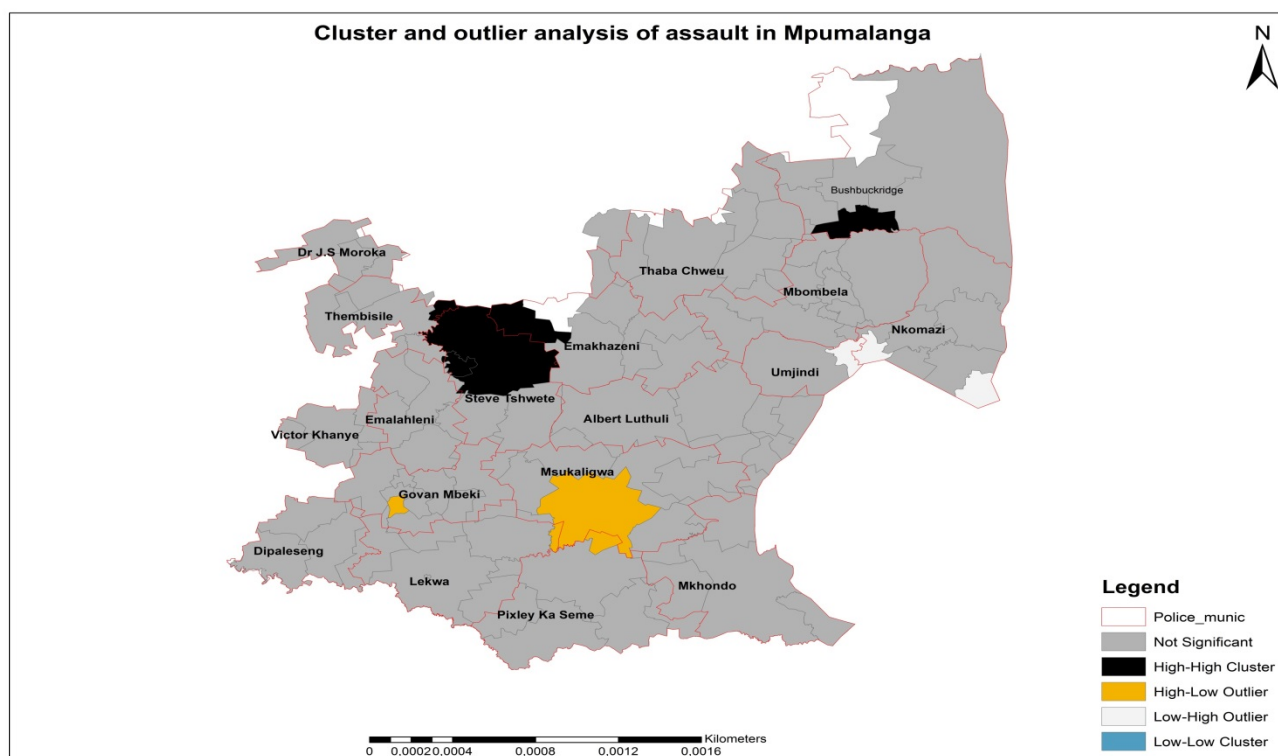 Cluster and outlier analysis of assault in Mpumalanga
N
Bushbuckridge
Dr J.S Moroka
Thaba Chweu
Mbombela
Thembisile
Nkomazi
Emakhazeni
Umjindi
Steve Tshwete
Albert Luthuli
Emalahleni
Victor Khanye
Msukaligwa
Govan Mbeki
Dipaleseng
Lekwa
Mkhondo
Pixley Ka Seme
Legend
Police_munic
Not Significant
High-High Cluster
High-Low Outlier
Low-High Outlier
Low-Low Cluster
Kilometers
0 0.00020.0004 0.0008 0.0012 0.0016